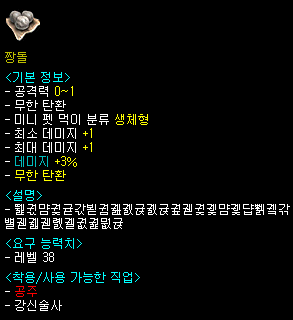 짱돌
<기본 정보>
- 공격력 0~1
- 무한 탄환
- 미니 펫 먹이 분류 생체형
- 최소 데미지 +1
- 최대 데미지 +1
- 데미지 +3%
- 무한 탄환
<설명>
<요구 능력치>
- 레벨 38
<착용/사용 가능한 직업>
- 공주
- 강신술사